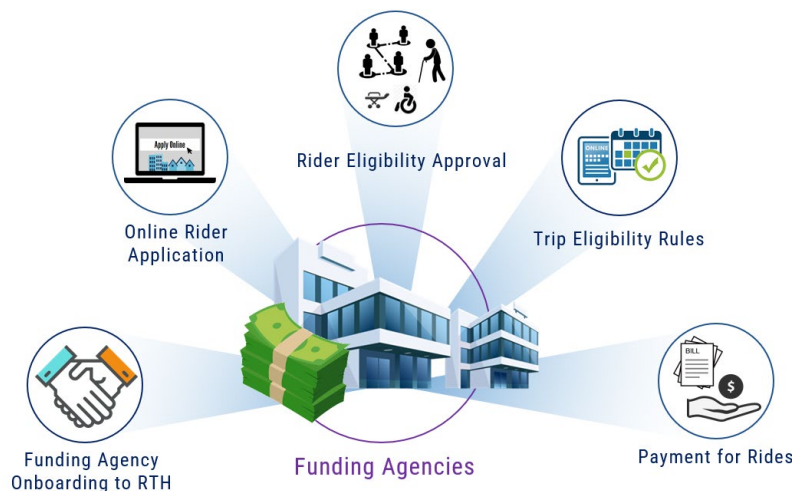 Apply Online
Rider Eligibility Approval
ONLINE
Online Rider
Application
Trip Eligibility Rules
BILL
$
Funding Agency
Onboarding to RTH
Funding Agencies
Payment for Rides